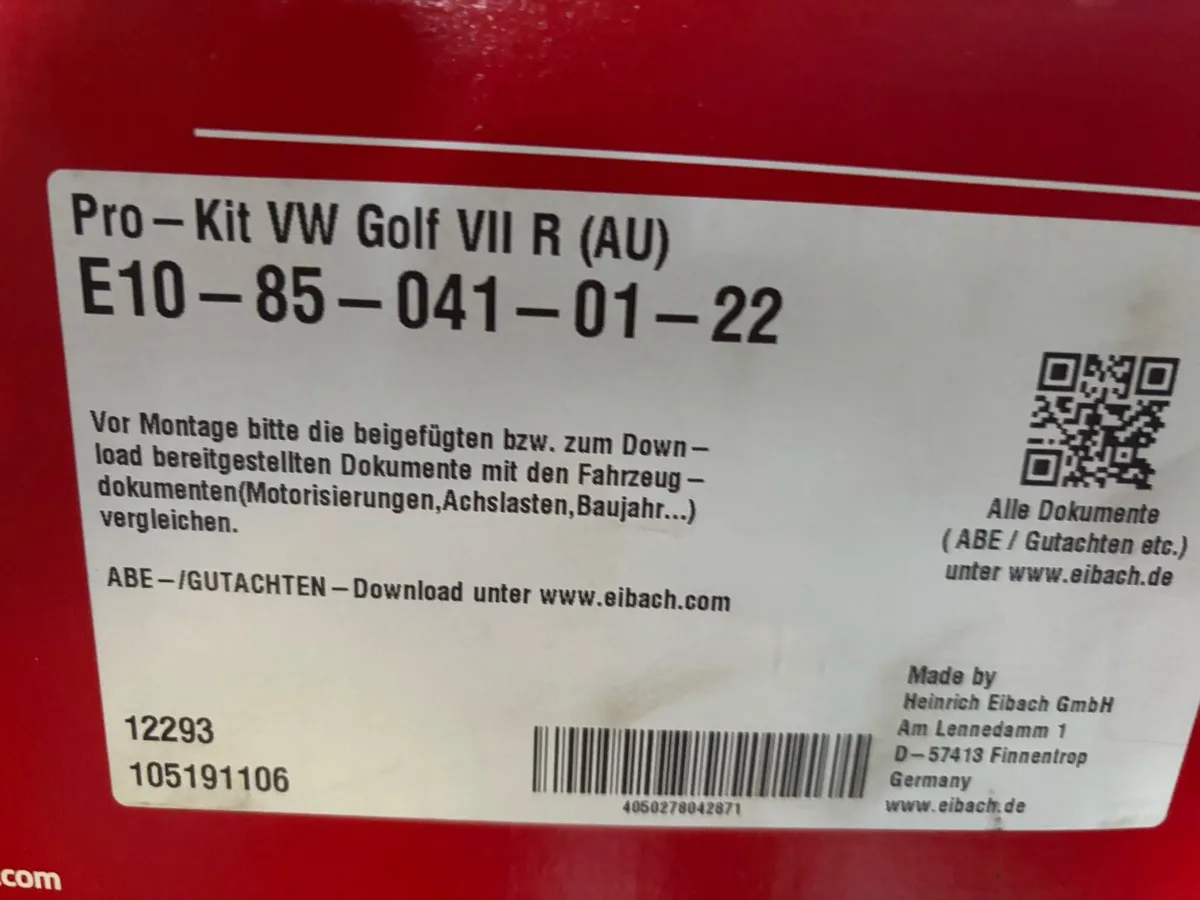 Pro-Kit VW Golf VII R (AU)
E10-85-041-01-22
Vor Montage bitte die beigefügten bzw. zum Down-
load bereitgestellten Dokumente mit den Fahrzeug-
dokumenten(Motorisierungen,Achslasten,Baujahr...)
vergleichen.
ABE-/GUTACHTEN-Download unter www.eibach.com
Alle Dokumente
(ABE / Gutachten etc.)
unter www.eibach.de
12293
105191106
4050278042871
Made by
Heinrich Eibach GmbH
Am Lennedamm 1
D-57413 Finnentrop
Germany
www.eibach.de
.com